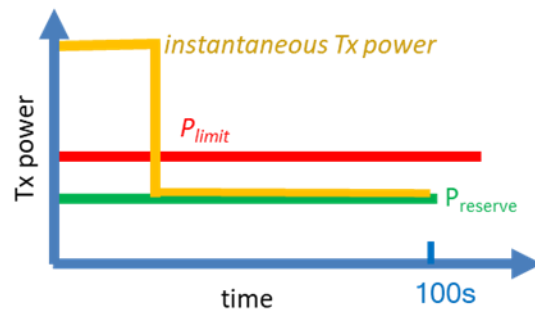 instantaneous Tx power
Tx power
Plimit
Preserve
time
100s